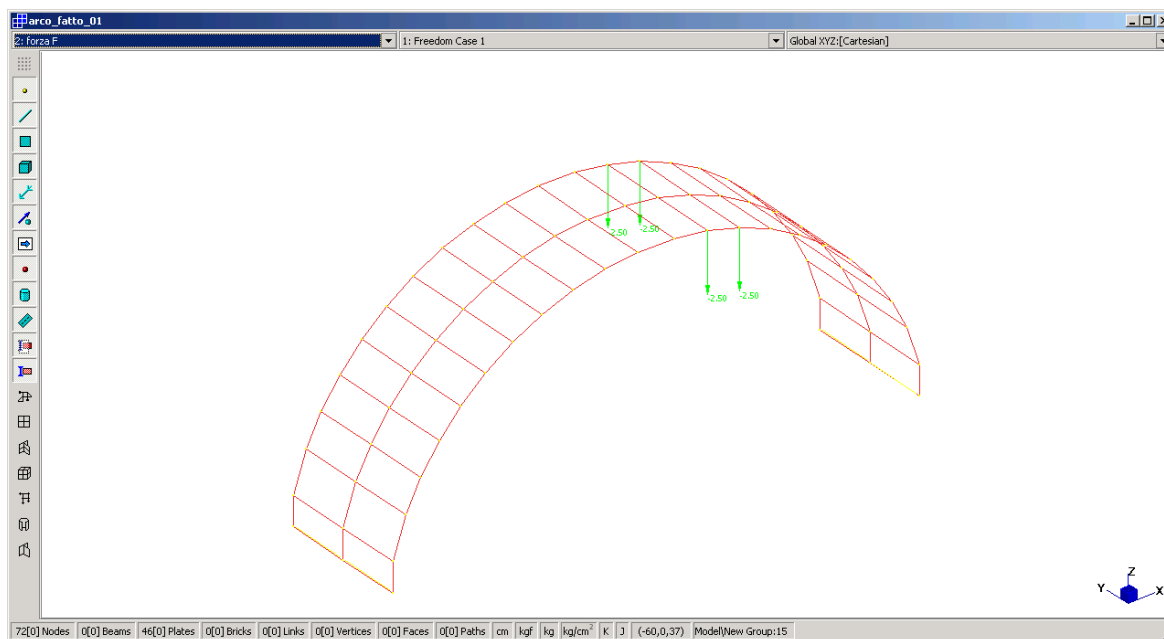 arco_fatto_01
2: forza F 1: Freedom Case 1 Global XYZ:[Cartesian]
-2.50 -2.50
-2.50 -2.50
Z
Y X
72[0] Nodes 0[0] Beams 46[0] Plates 0[0] Bricks 0[0] Links 0[0] Vertices 0[0] Faces 0[0] Paths cm kgf kg kg/cm² K J (-60,0,37) Model\New Group:15